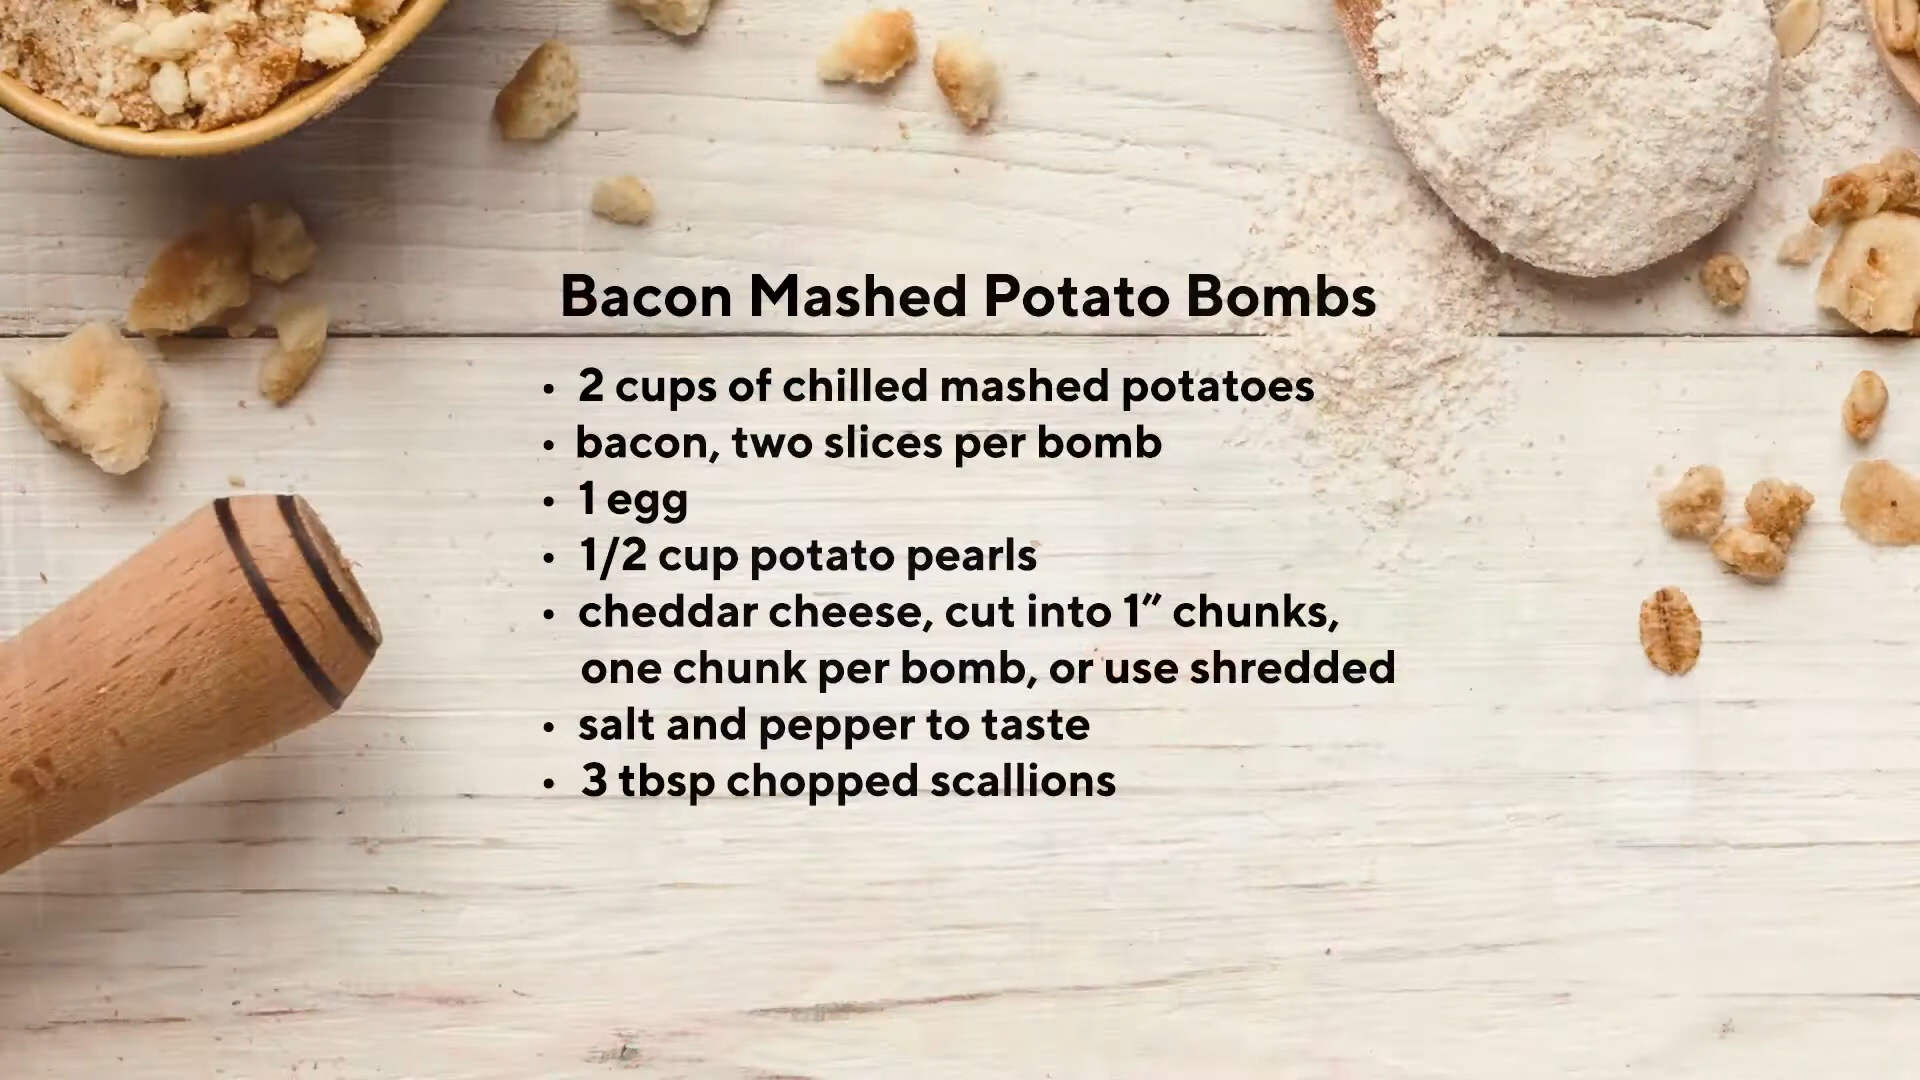 Bacon Mashed Potato Bombs
• 2 cups of chilled mashed potatoes
• bacon, two slices per bomb
• 1 egg
• 1/2 cup potato pearls
• cheddar cheese, cut into 1” chunks,
one chunk per bomb, or use shredded
• salt and pepper to taste
• 3 tbsp chopped scallions